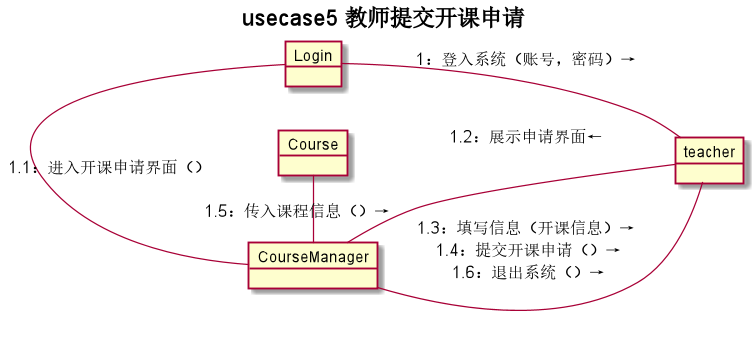 usecase5 教师提交开课申请
Login
1：登入系统（账号，密码）→
Course
1.2：展示申请界面←
teacher
1.1：进入开课申请界面（）
1.5：传入课程信息（）→
1.3：填写信息（开课信息）→
1.4：提交开课申请（）→
CourseManager
1.6：退出系统（）→